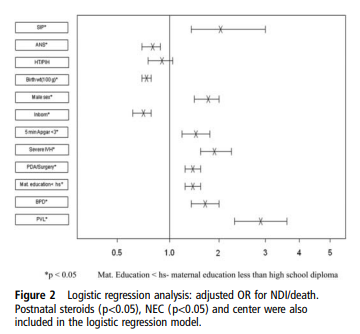 SIP*
ANS*
HT/PIH
Birth wt(100 g)*
Male sex*
Inborn*
5 min Apgar <3*
Severe IVH*
PDA/Surgery*
Mat. education< hs*
BPD*
PVL*
0.5 1.0 2 3 4 5
*p < 0.05 Mat. Education < hs- maternal education less than high school diploma
Figure 2 Logistic regression analysis: adjusted OR for NDI/death.
Postnatal steroids (p<0.05), NEC (p<0.05) and center were also
included in the logistic regression model.